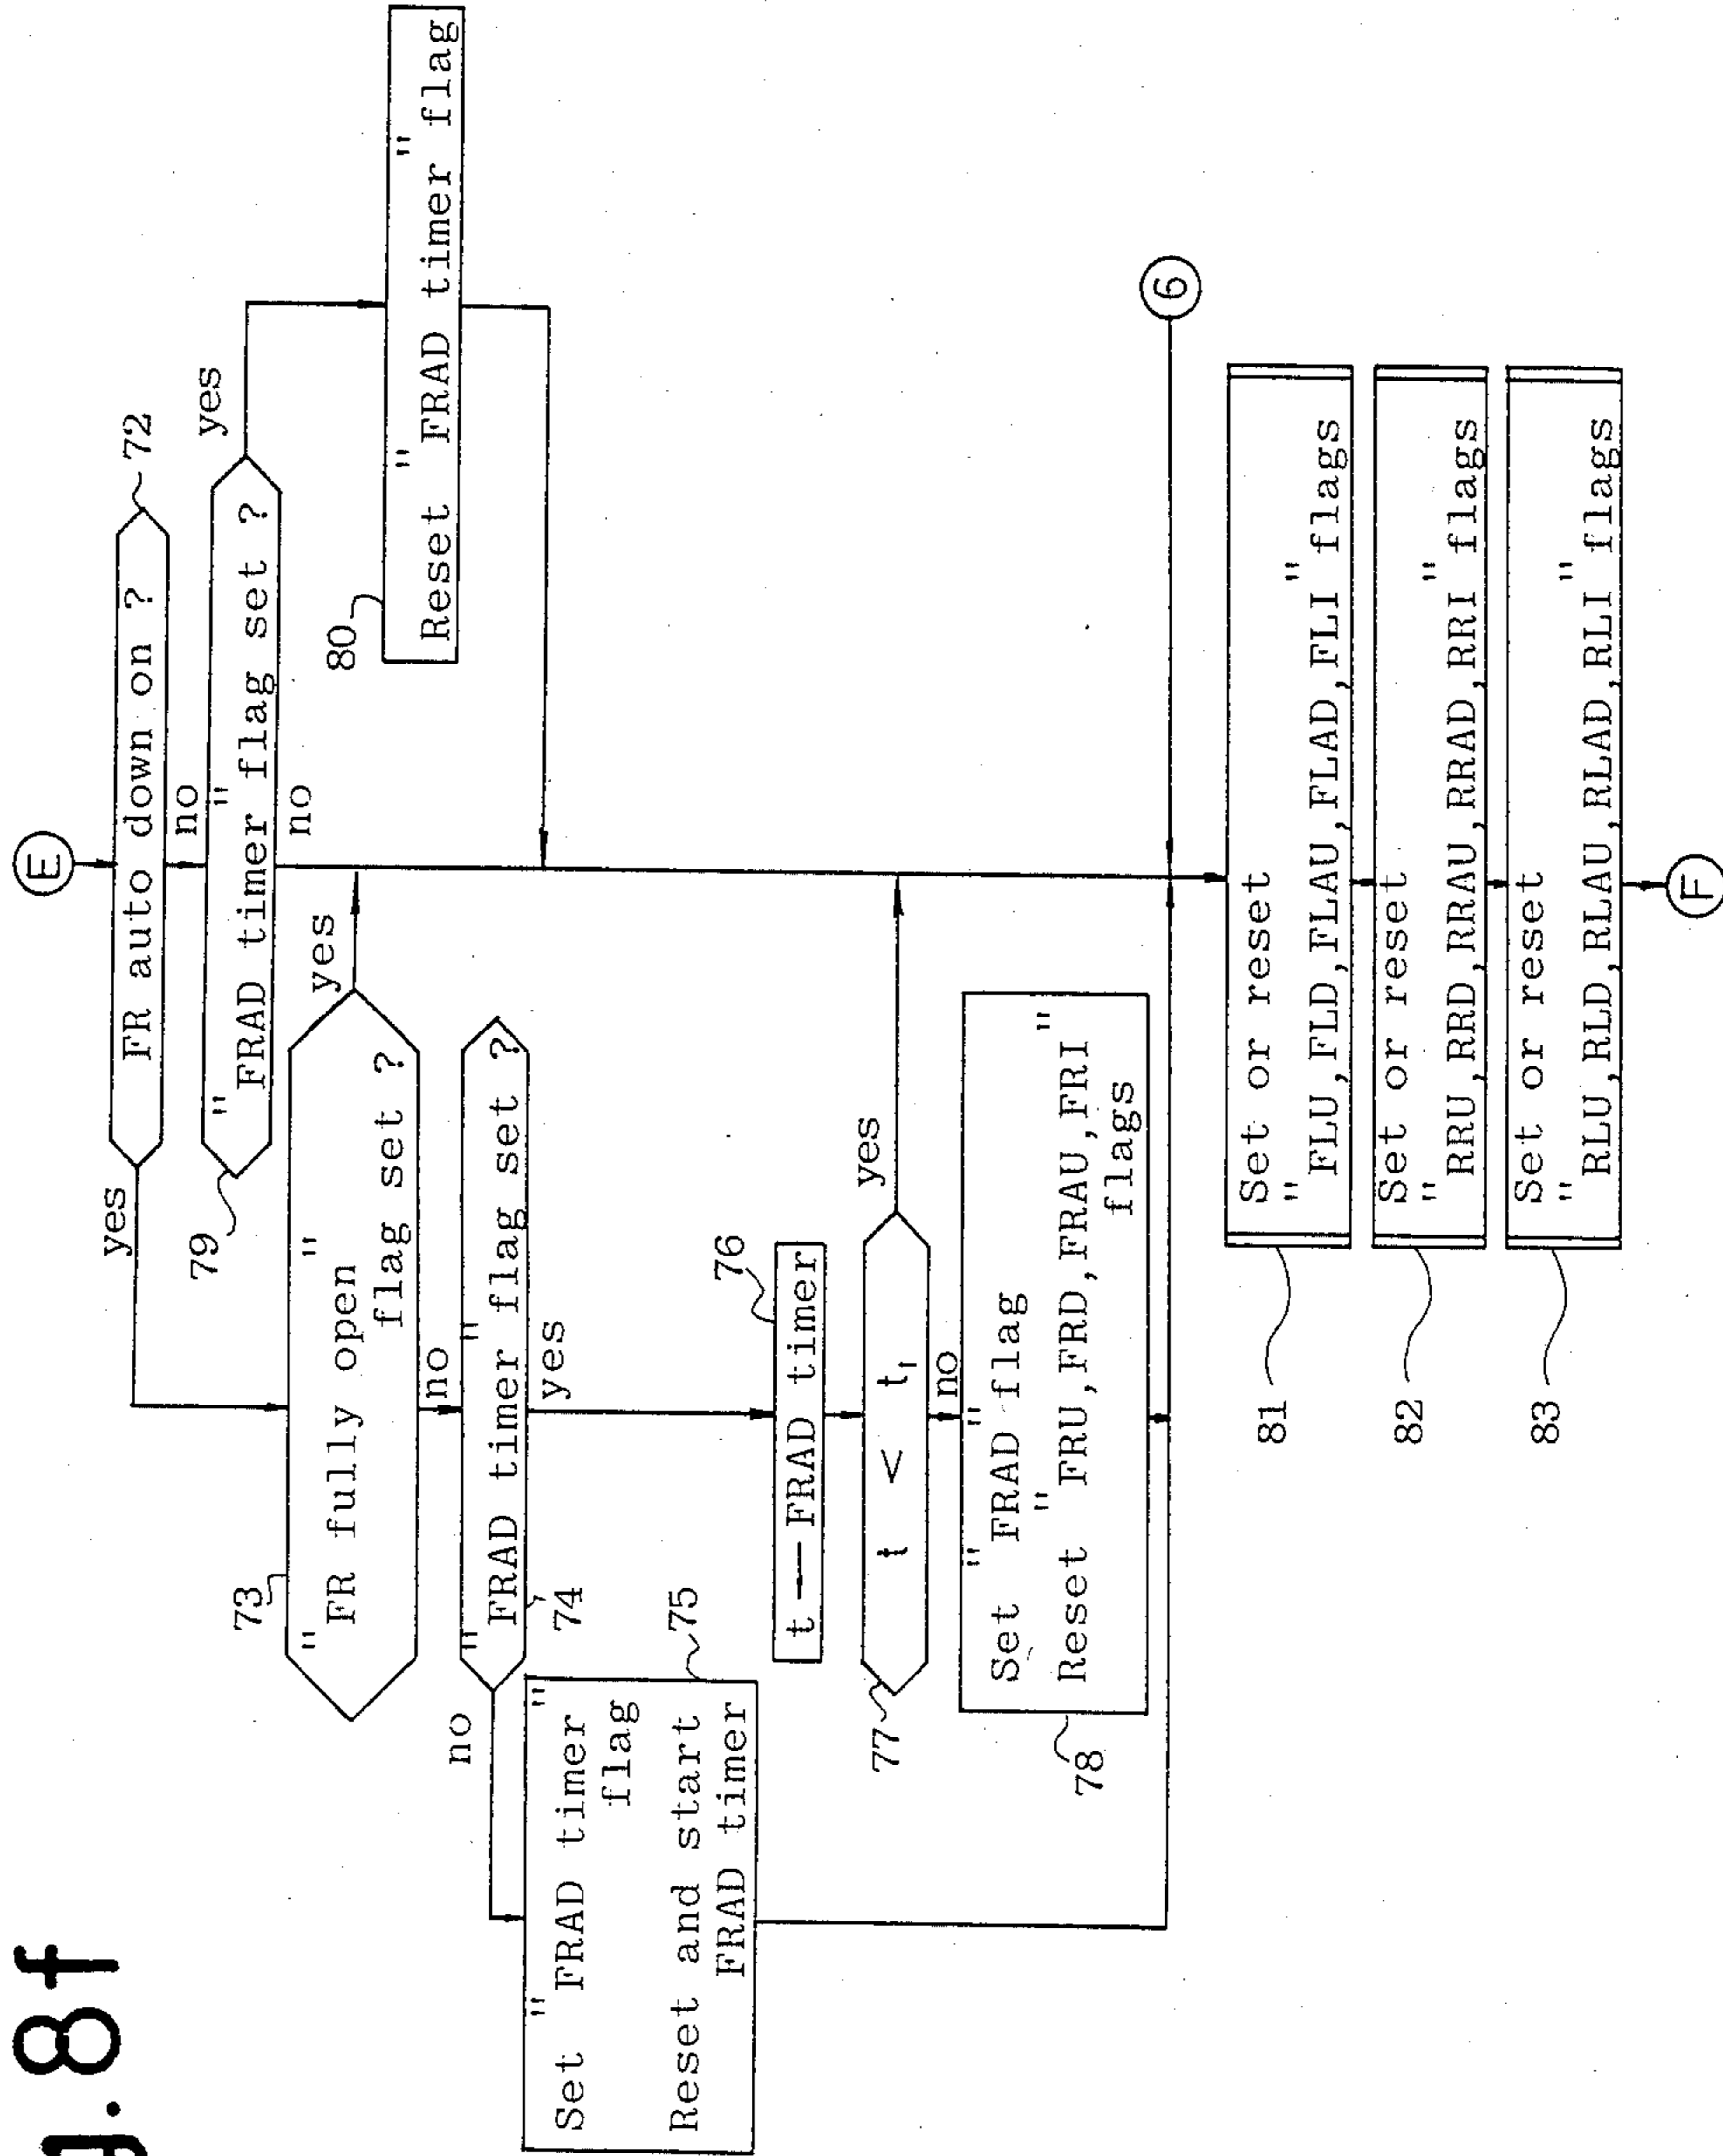 g.8f
E
FR auto down on ?
72
yes
no
"FRAD timer" flag set ?
79
yes
no
80
Reset "FRAD timer" flag
73
"FR fully open"
flag set ?
yes
no
"FRAD timer" flag set ?
74
no
yes
75
Set "FRAD timer"
flag
Reset and start
FRAD timer
76
t — FRAD timer
77
t < t₁
yes
no
78
Set "FRAD" flag
Reset "FRU,FRD,FRAU,FRI"
flags
6
81
Set or reset
"FLU,FLD,FLAU,FLAD,FLI" flags
82
Set or reset
"RRU,RRD,RRAU,RRAD,RRI" flags
83
Set or reset
"RLU,RLD,RLAU,RLAD,RLI" flags
F